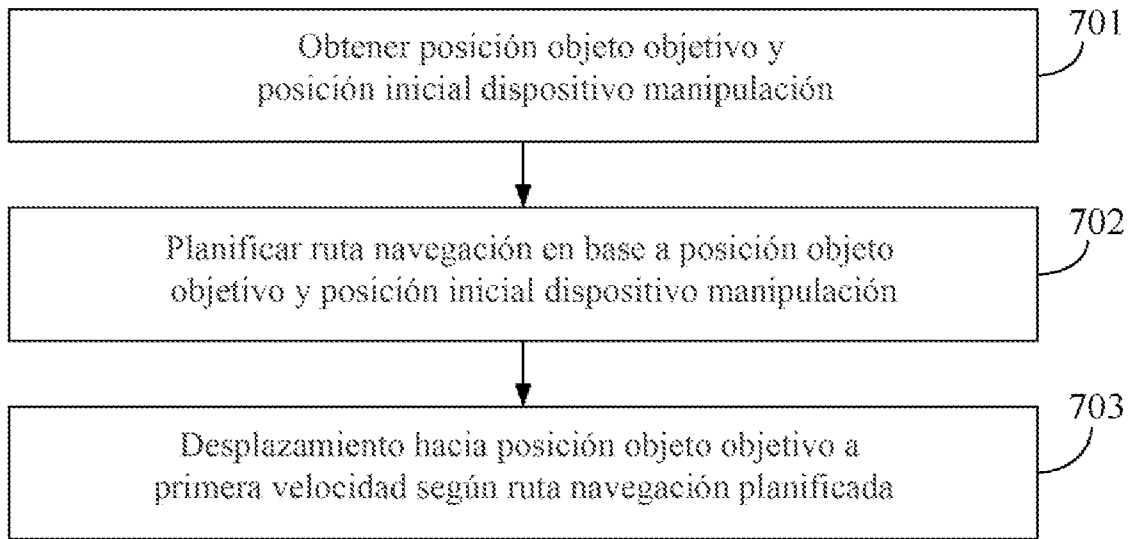 Obtener posición objeto objetivo y
posición inicial dispositivo manipulación
701
Planificar ruta navegación en base a posición objeto
objetivo y posición inicial dispositivo manipulación
702
Desplazamiento hacia posición objeto objetivo a
primera velocidad según ruta navegación planificada
703